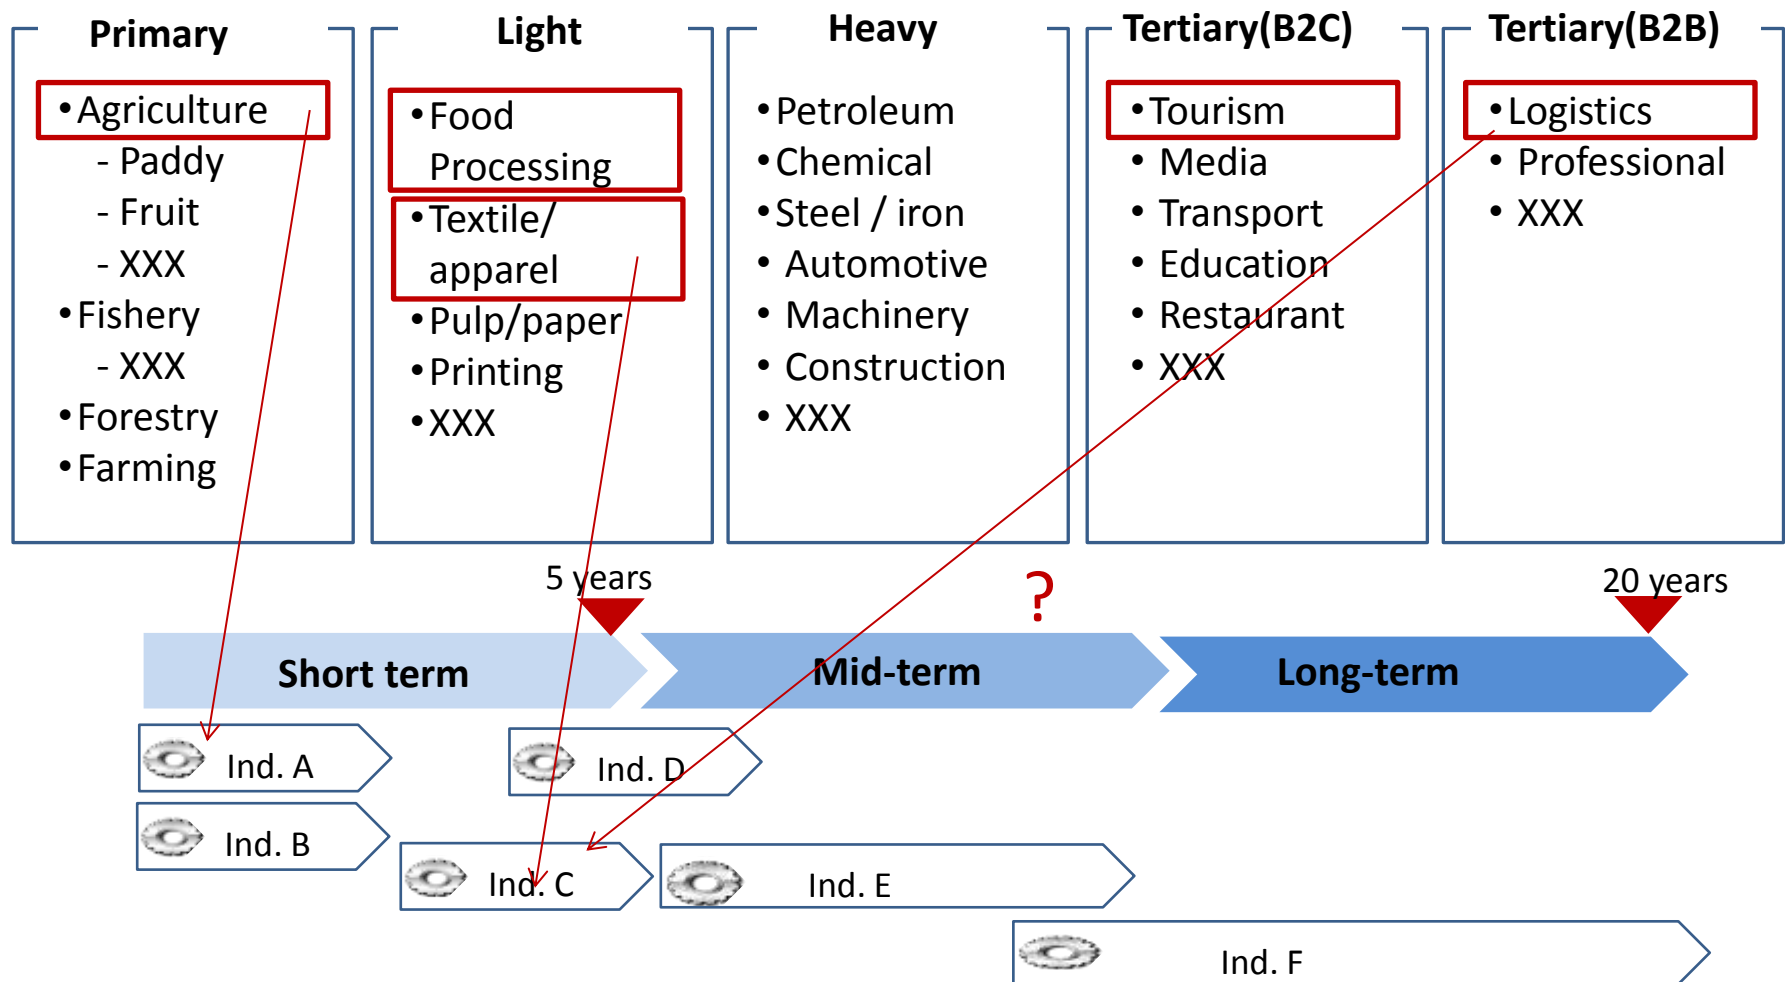 Primary
•Agriculture
- Paddy
- Fruit
- XXX
•Fishery
- XXX
•Forestry
•Farming
Light
•Food
Processing
•Textile/
apparel
•Pulp/paper
•Printing
•XXX
Heavy
•Petroleum
•Chemical
•Steel / iron
• Automotive
• Machinery
• Construction
• XXX
Tertiary(B2C)
•Tourism
• Media
• Transport
• Education
• Restaurant
• XXX
Tertiary(B2B)
•Logistics
• Professional
• XXX
5 years
?
20 years
Short term
Mid-term
Long-term
Ind. A
Ind. D
Ind. B
Ind. C
Ind. E
Ind. F